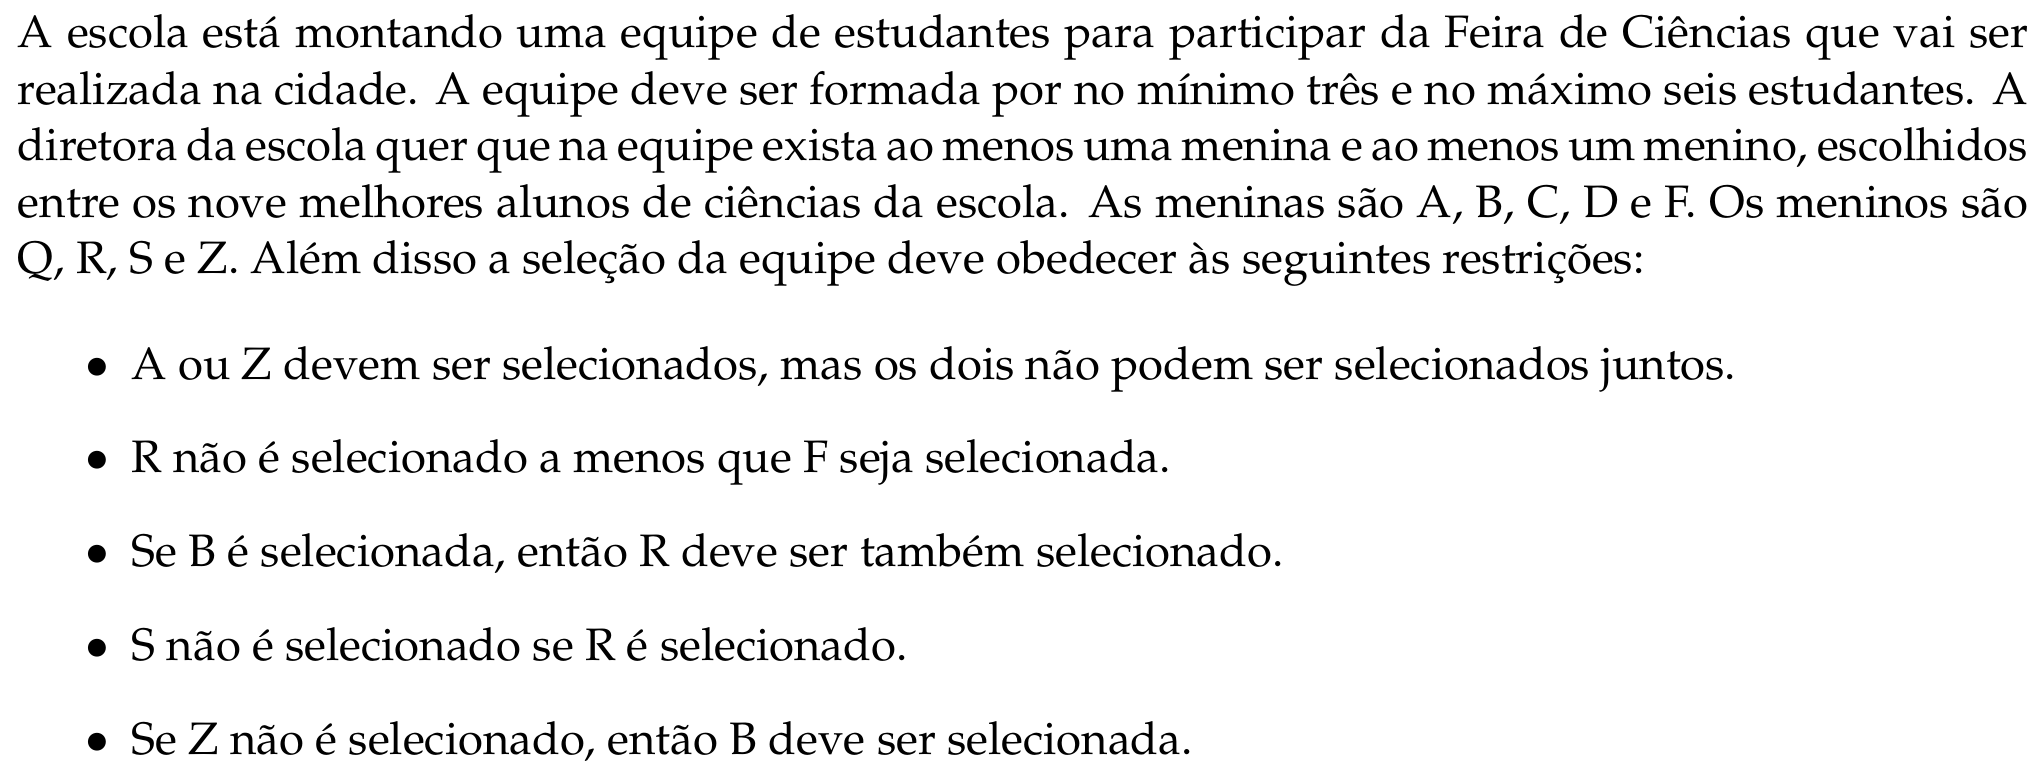 A escola está montando uma equipe de estudantes para participar da Feira de Ciências que vai ser
realizada na cidade. A equipe deve ser formada por no mínimo três e no máximo seis estudantes. A
diretora da escola quer que na equipe exista ao menos uma menina e ao menos um menino, escolhidos
entre os nove melhores alunos de ciências da escola. As meninas são A, B, C, D e F. Os meninos são
Q, R, S e Z. Além disso a seleção da equipe deve obedecer às seguintes restrições:
• A ou Z devem ser selecionados, mas os dois não podem ser selecionados juntos.
• R não é selecionado a menos que F seja selecionada.
• Se B é selecionada, então R deve ser também selecionado.
• S não é selecionado se R é selecionado.
• Se Z não é selecionado, então B deve ser selecionada.